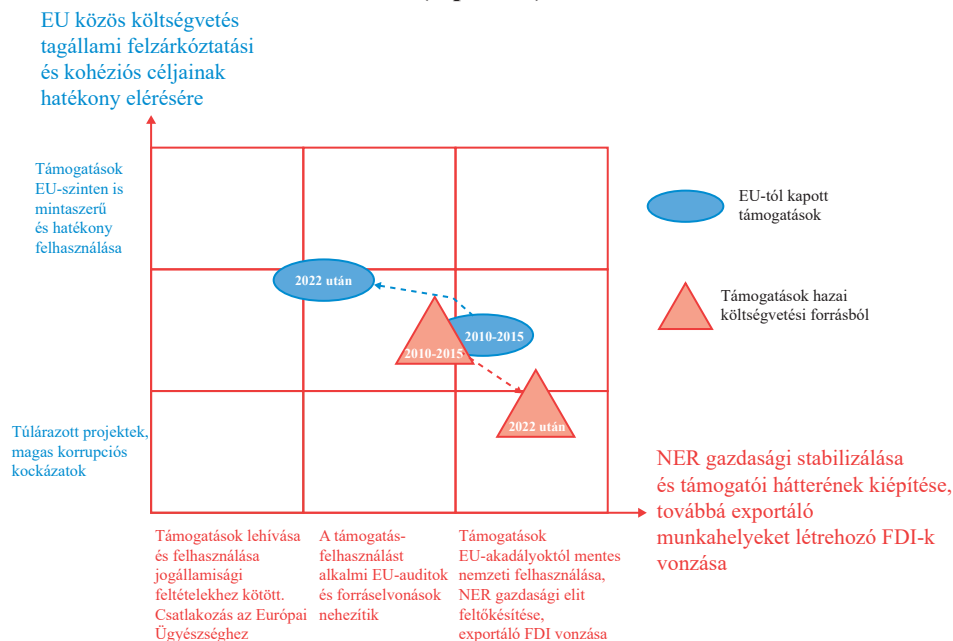 EU közös költségvetés
tagállami felzárkóztatási
és kohéziós céljainak
hatékony elérésére
Támogatások
EU-szinten is
mintaszerű
és hatékony
felhasználása
Túlárazott projektek,
magas korrupciós
kockázatok
2022 után
2010-2015
2010-2015
2022 után
EU-tól kapott
támogatások
Támogatások hazai
költségvetési forrásból
NER gazdasági stabilizálása
és támogatói hátterének kiépítése,
továbbá exportáló
munkahelyeket létrehozó FDI-k
vonzása
Támogatások lehívása
és felhasználása
jogállamisági
feltételekhez kötött.
Csatlakozás az Európai
Ügyészséghez
A támogatás-
felhasználást
alkalmi EU-auditok
és forráselvonások
nehezítik
Támogatások
EU-akadályoktól mentes
nemzeti felhasználása,
NER gazdasági elit
feltőkésítése,
exportáló FDI vonzása